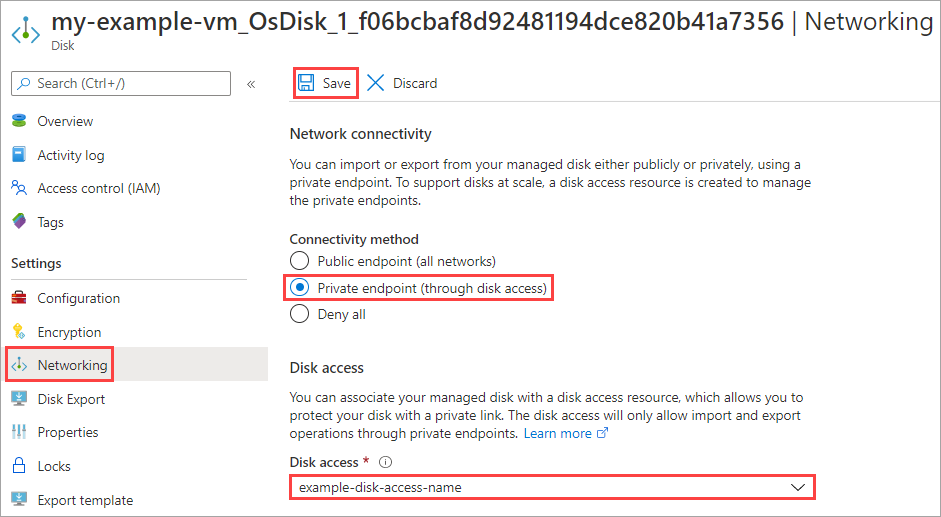 my-example-vm_OsDisk_1_f06bcbaf8d92481194dce820b41a7356 | Networking
Disk
Search (Ctrl+/)
«
Overview
Activity log
Access control (IAM)
Tags
Settings
Configuration
Encryption
Networking
Disk Export
Properties
Locks
Export template
Save
Discard
Network connectivity
You can import or export from your managed disk either publicly or privately, using a
private endpoint. To support disks at scale, a disk access resource is created to manage
the private endpoints.
Connectivity method
Public endpoint (all networks)
Private endpoint (through disk access)
Deny all
Disk access
You can associate your managed disk with a disk access resource, which allows you to
protect your disk with a private link. The disk access will only allow import and export
operations through private endpoints. Learn more
Disk access *
example-disk-access-name